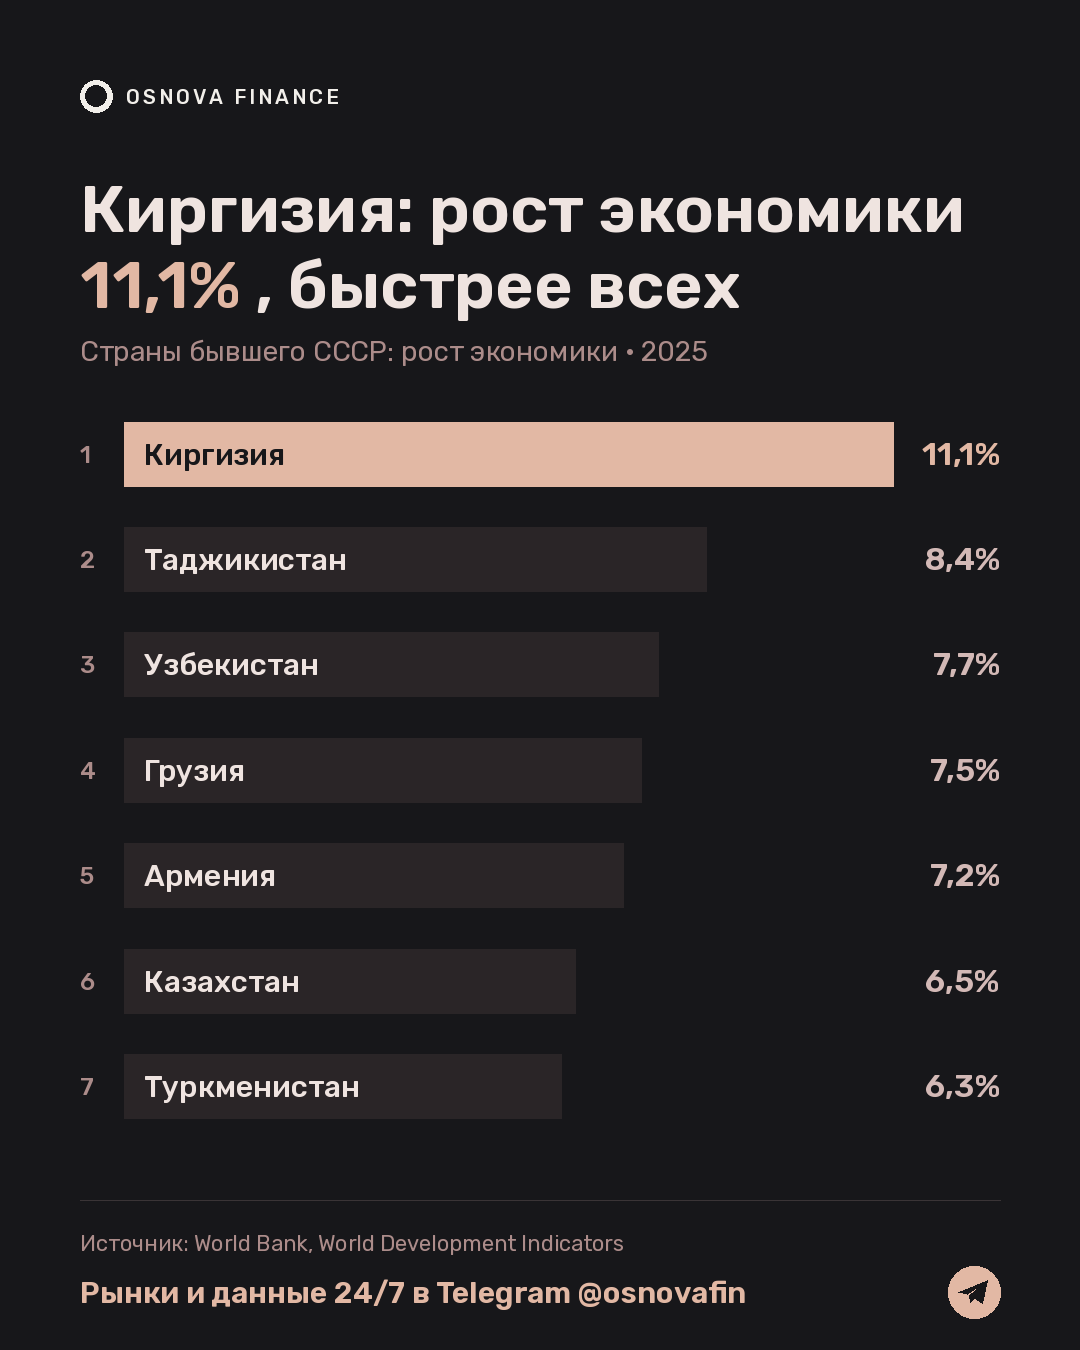 OSNOVA FINANCE
Киргизия: рост экономики
11,1% , быстрее всех
Страны бывшего СССР: рост экономики • 2025
1 Киргизия 11,1%
2 Таджикистан 8,4%
3 Узбекистан 7,7%
4 Грузия 7,5%
5 Армения 7,2%
6 Казахстан 6,5%
7 Туркменистан 6,3%
Источник: World Bank, World Development Indicators
Рынки и данные 24/7 в Telegram @osnovafin